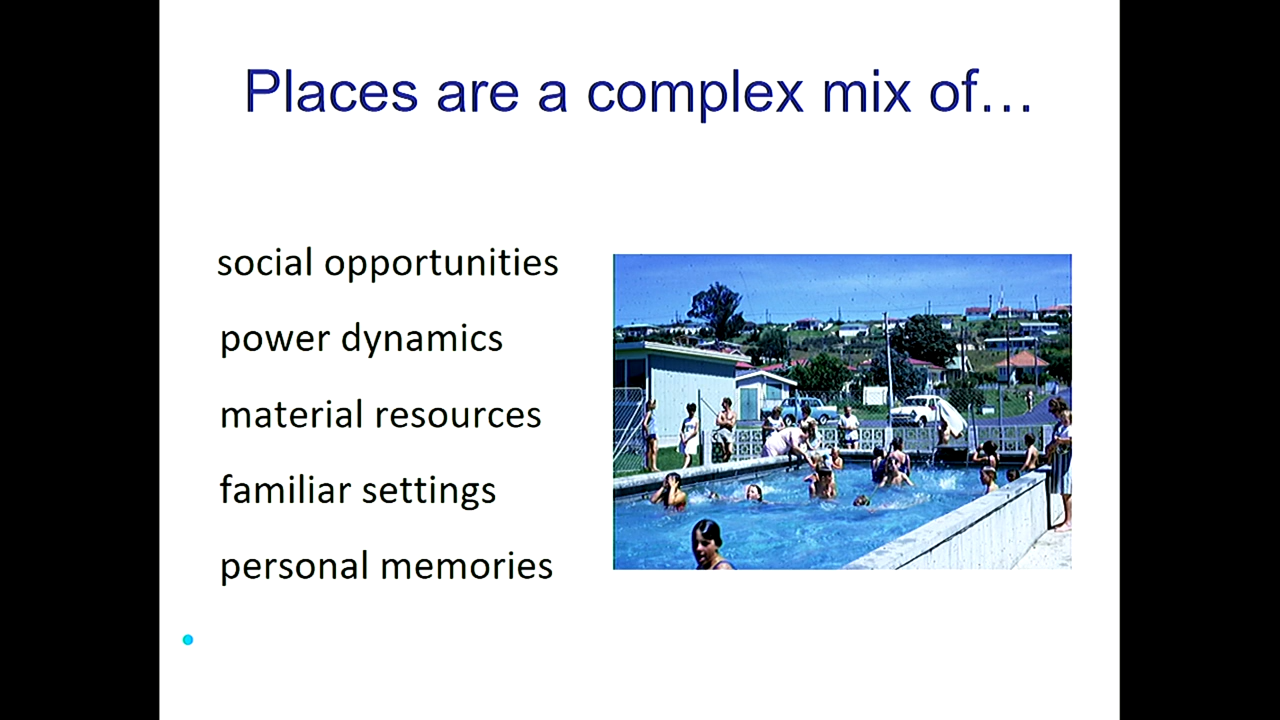 Places are a complex mix of…
social opportunities
power dynamics
material resources
familiar settings
personal memories